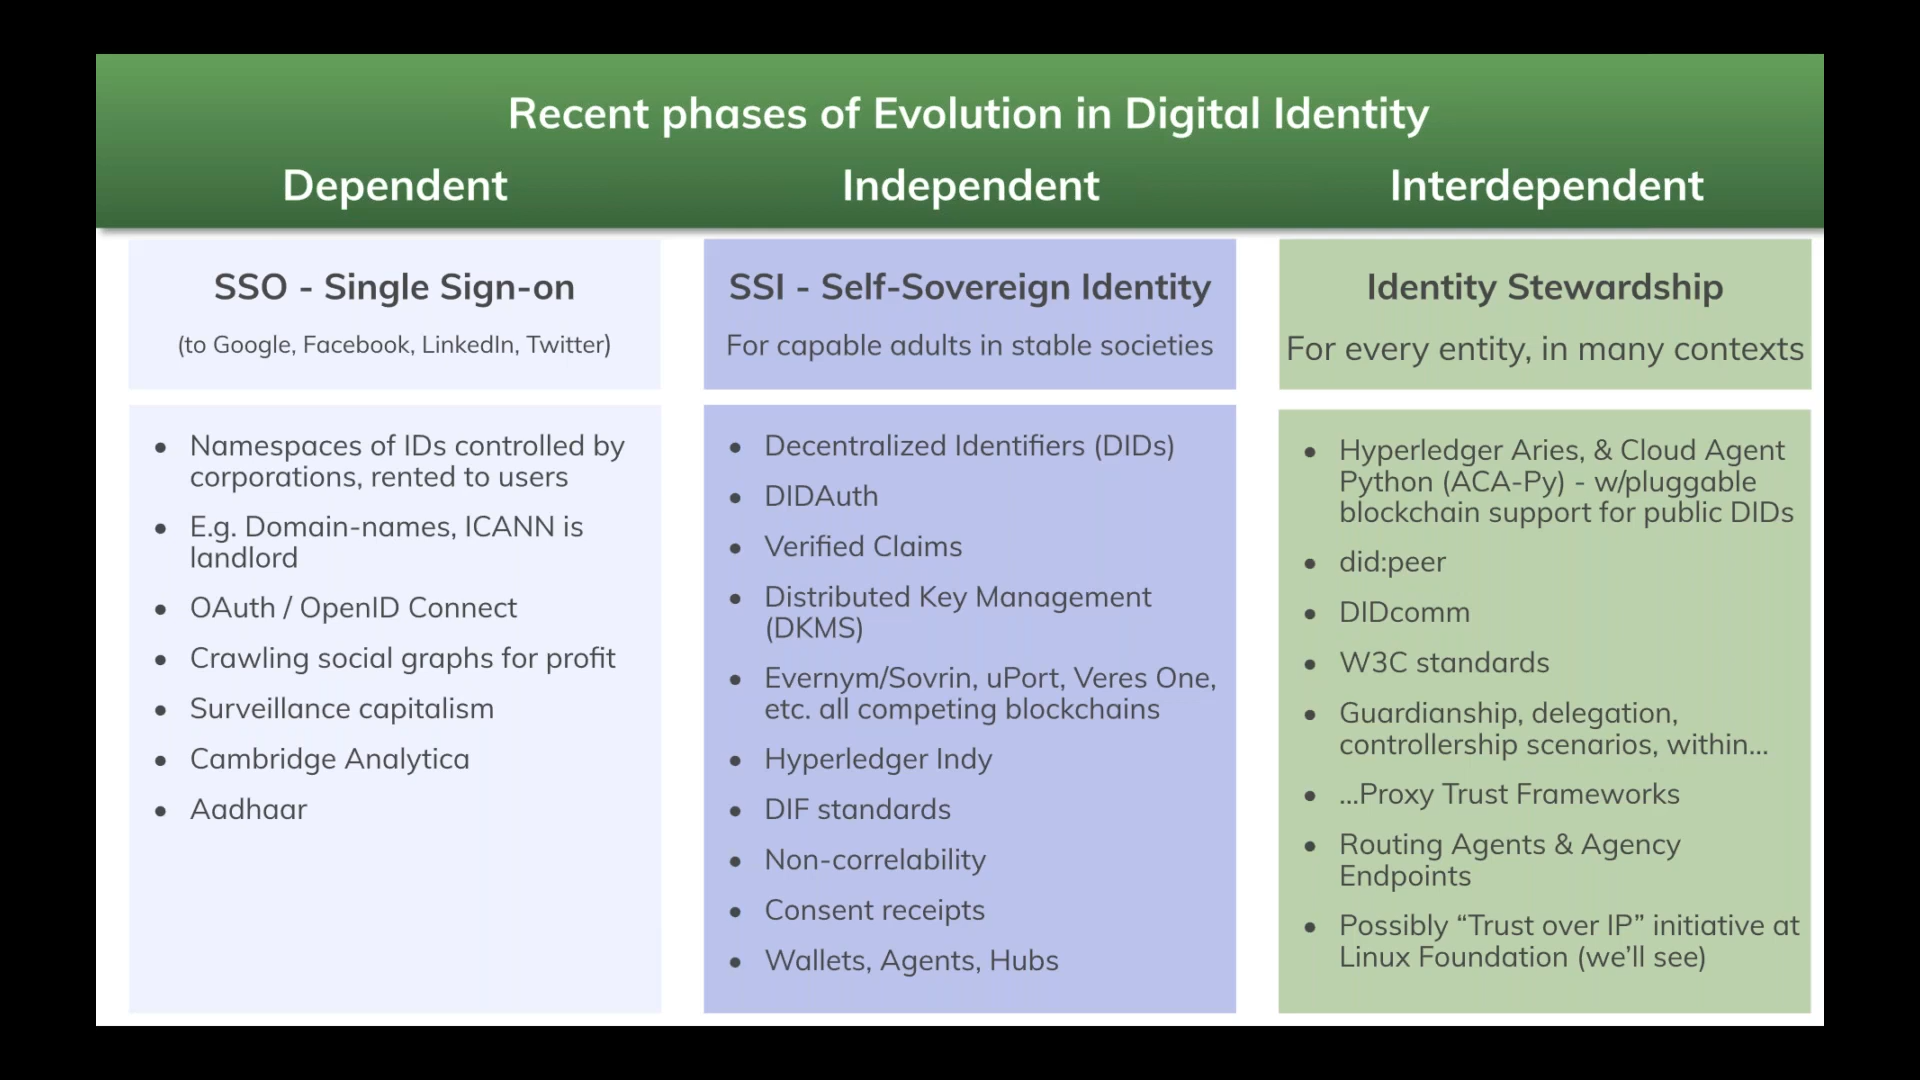 Recent phases of Evolution in Digital Identity
Dependent
Independent
Interdependent
SSO - Single Sign-on
(to Google, Facebook, LinkedIn, Twitter)
• Namespaces of IDs controlled by
corporations, rented to users
• E.g. Domain-names, ICANN is
landlord
• OAuth / OpenID Connect
• Crawling social graphs for profit
• Surveillance capitalism
• Cambridge Analytica
• Aadhaar
SSI - Self-Sovereign Identity
For capable adults in stable societies
• Decentralized Identifiers (DIDs)
• DIDAuth
• Verified Claims
• Distributed Key Management
(DKMS)
• Evernym/Sovrin, uPort, Veres One,
etc. all competing blockchains
• Hyperledger Indy
• DIF standards
• Non-correlability
• Consent receipts
• Wallets, Agents, Hubs
Identity Stewardship
For every entity, in many contexts
• Hyperledger Aries, & Cloud Agent
Python (ACA-Py) - w/pluggable
blockchain support for public DIDs
• did:peer
• DIDcomm
• W3C standards
• Guardianship, delegation,
controllership scenarios, within...
• ...Proxy Trust Frameworks
• Routing Agents & Agency
Endpoints
• Possibly “Trust over IP” initiative at
Linux Foundation (we’ll see)